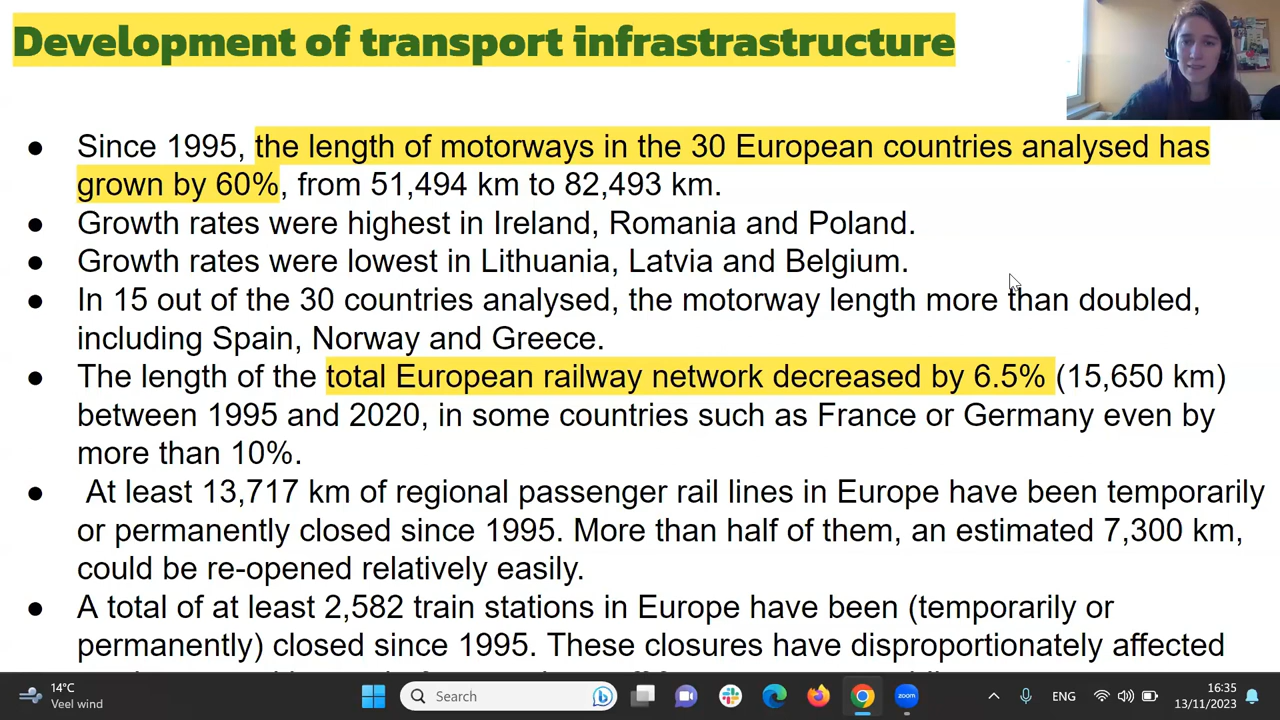 Development of transport infrastrastructure
● Since 1995, the length of motorways in the 30 European countries analysed has
grown by 60%, from 51,494 km to 82,493 km.
● Growth rates were highest in Ireland, Romania and Poland.
● Growth rates were lowest in Lithuania, Latvia and Belgium.
● In 15 out of the 30 countries analysed, the motorway length more than doubled,
including Spain, Norway and Greece.
● The length of the total European railway network decreased by 6.5% (15,650 km)
between 1995 and 2020, in some countries such as France or Germany even by
more than 10%.
● At least 13,717 km of regional passenger rail lines in Europe have been temporarily
or permanently closed since 1995. More than half of them, an estimated 7,300 km,
could be re-opened relatively easily.
● A total of at least 2,582 train stations in Europe have been (temporarily or
permanently) closed since 1995. These closures have disproportionately affected
14°C
Veel wind
Search
zoom
ENG
16:35
13/11/2023